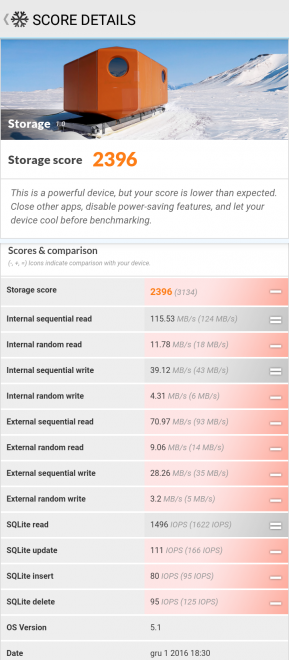 SCORE DETAILS
Storage 1.0
Storage score 2396
This is a powerful device, but your score is lower than expected.
Close other apps, disable power-saving features, and let your
device cool before benchmarking.
Scores & comparison
(-, +, =) Icons indicate comparison with your device.
Storage score 2396 (3134)
Internal sequential read 115.53 MB/s (124 MB/s)
Internal random read 11.78 MB/s (18 MB/s)
Internal sequential write 39.12 MB/s (43 MB/s)
Internal random write 4.31 MB/s (6 MB/s)
External sequential read 70.97 MB/s (93 MB/s)
External random read 9.06 MB/s (14 MB/s)
External sequential write 28.26 MB/s (35 MB/s)
External random write 3.2 MB/s (5 MB/s)
SQLite read 1496 IOPS (1622 IOPS)
SQLite update 111 IOPS (166 IOPS)
SQLite insert 80 IOPS (95 IOPS)
SQLite delete 95 IOPS (125 IOPS)
OS Version 5.1
Date gru 1 2016 18:30